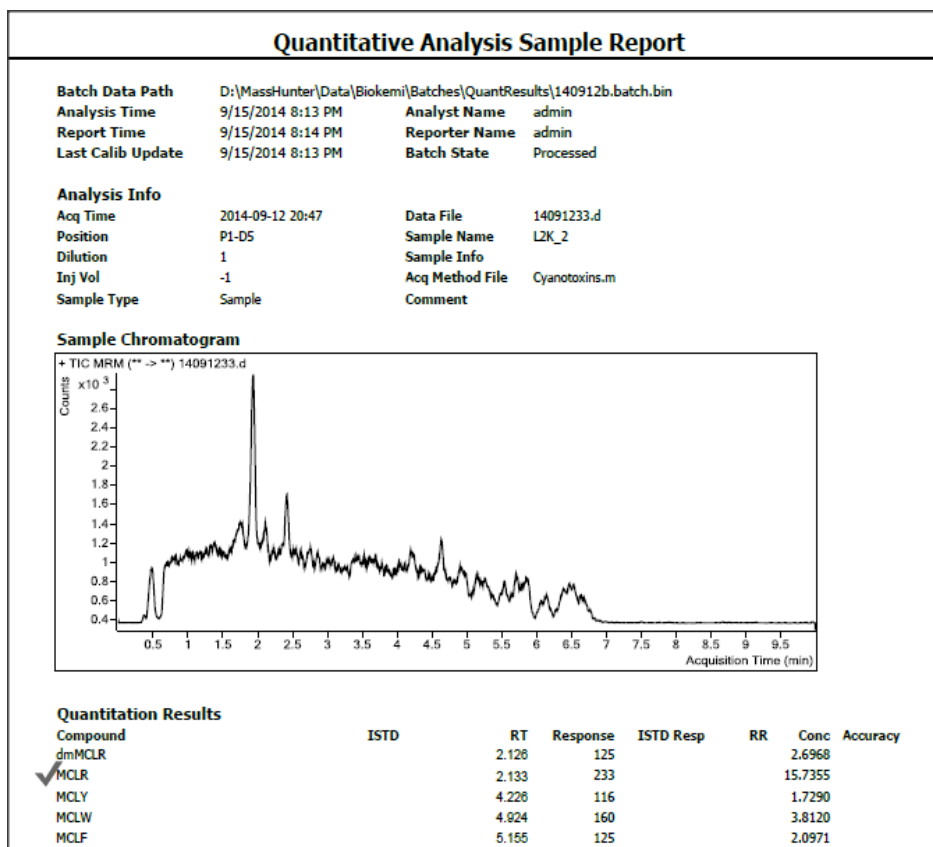 Quantitative Analysis Sample Report
Batch Data Path D:\MassHunter\Data\Biokemi\Batches\QuantResults\140912b.batch.bin
Analysis Time 9/15/2014 8:13 PM Analyst Name admin
Report Time 9/15/2014 8:14 PM Reporter Name admin
Last Calib Update 9/15/2014 8:13 PM Batch State Processed
Analysis Info
Acq Time 2014-09-12 20:47 Data File 14091233.d
Position P1-D5 Sample Name L2K_2
Dilution 1 Sample Info
Inj Vol -1 Acq Method File Cyanotoxins.m
Sample Type Sample Comment
Sample Chromatogram
+ TIC MRM (** -> **) 14091233.d
Counts
x10 3
2.6
2.4
2.2
2
1.8
1.6
1.4
1.2
1
0.8
0.6
0.4
0.5 1 1.5 2 2.5 3 3.5 4 4.5 5 5.5 6 6.5 7 7.5 8 8.5 9 9.5
Acquisition Time (min)
Quantitation Results
Compound ISTD RT Response ISTD Resp RR Conc Accuracy
dmMCLR 2.126 125 2.6968
MCLR 2.133 233 15.7355
MCLY 4.226 116 1.7290
MCLW 4.924 160 3.8120
MCLF 5.155 125 2.0971